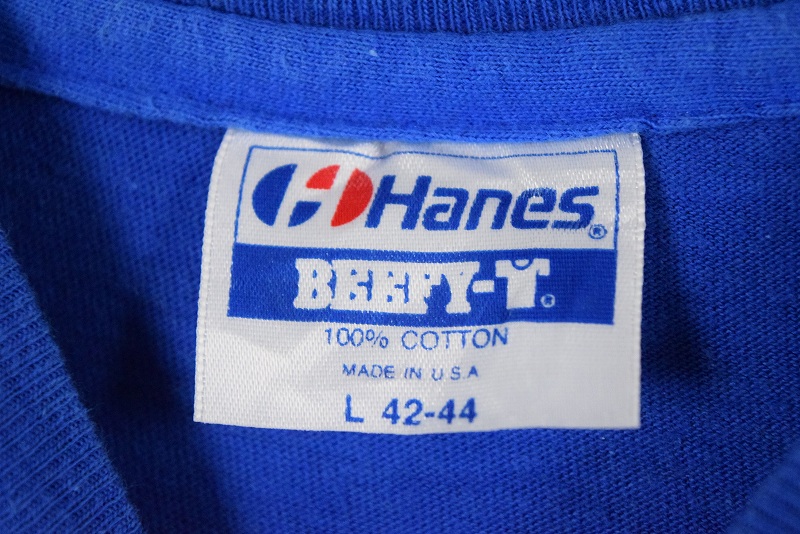 Hanes®
BEEFY-T®
100% COTTON
MADE IN U.S.A
L 42-44